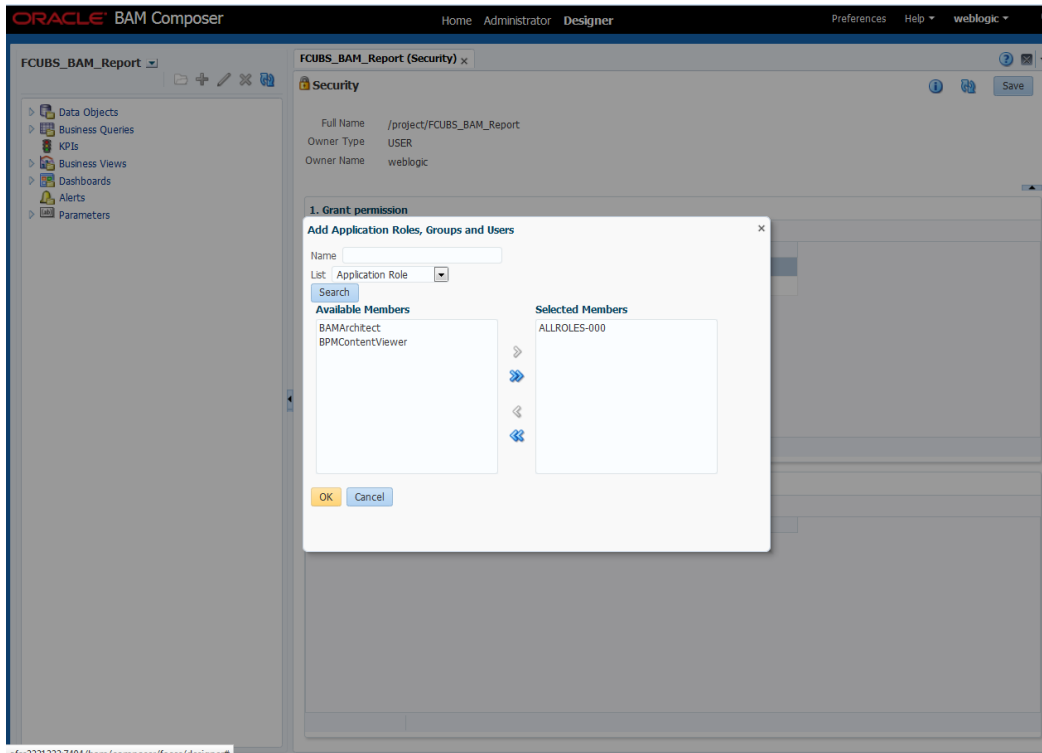 ORACLE BAM Composer
Home Administrator Designer
Preferences Help weblogic
FCUBS_BAM_Report
Data Objects
Business Queries
KPIs
Business Views
Dashboards
Alerts
Parameters
FCUBS_BAM_Report (Security) x
Security
Save
Full Name /project/FCUBS_BAM_Report
Owner Type USER
Owner Name weblogic
1. Grant permission
Add Application Roles, Groups and Users
Name
List Application Role
Search
Available Members
BAMArchitect
BPMContentViewer
Selected Members
ALLROLES-000
OK Cancel